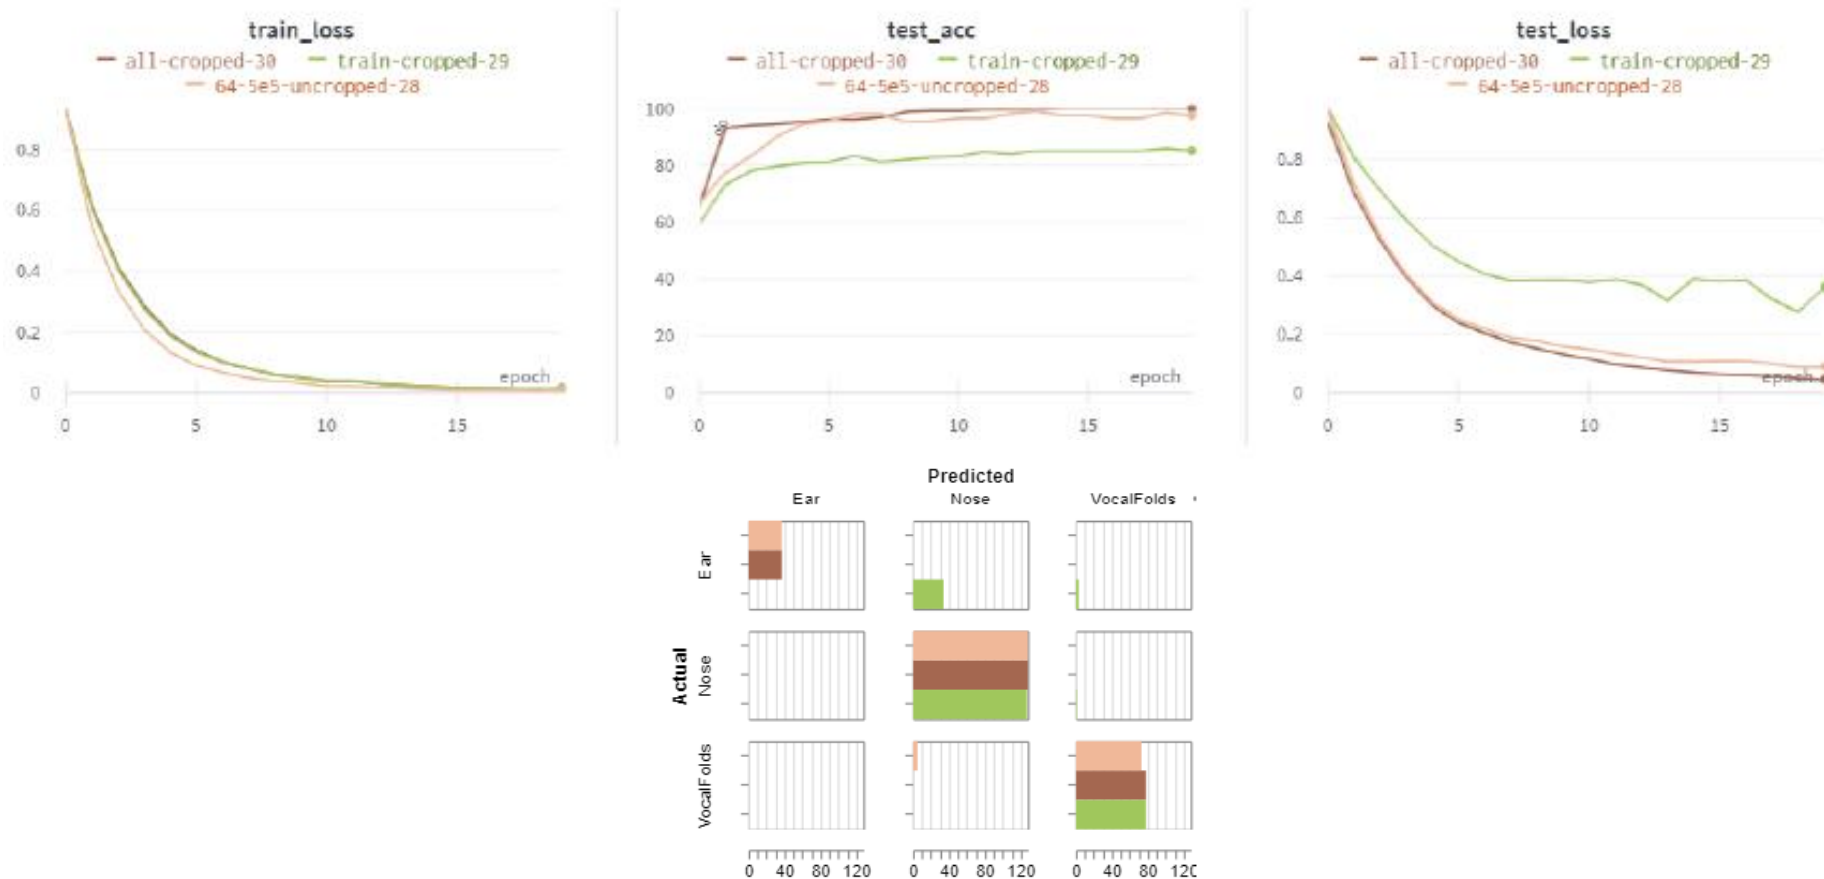 train_loss
all-cropped-30 train-cropped-29
64-5e5-uncropped-28
0.8
0.6
0.4
0.2
0
epoch
0 5 10 15
test_acc
all-cropped-30 train-cropped-29
64-5e5-uncropped-28
100
80
60
40
20
0
epoch
0 5 10 15
test_loss
all-cropped-30 train-cropped-29
64-5e5-uncropped-28
0.8
0.6
0.4
0.2
0
epoch
0 5 10 15
Predicted
Ear Nose VocalFolds
Actual
Ear
Nose
VocalFolds
0 40 80 120 0 40 80 120 0 40 80 120